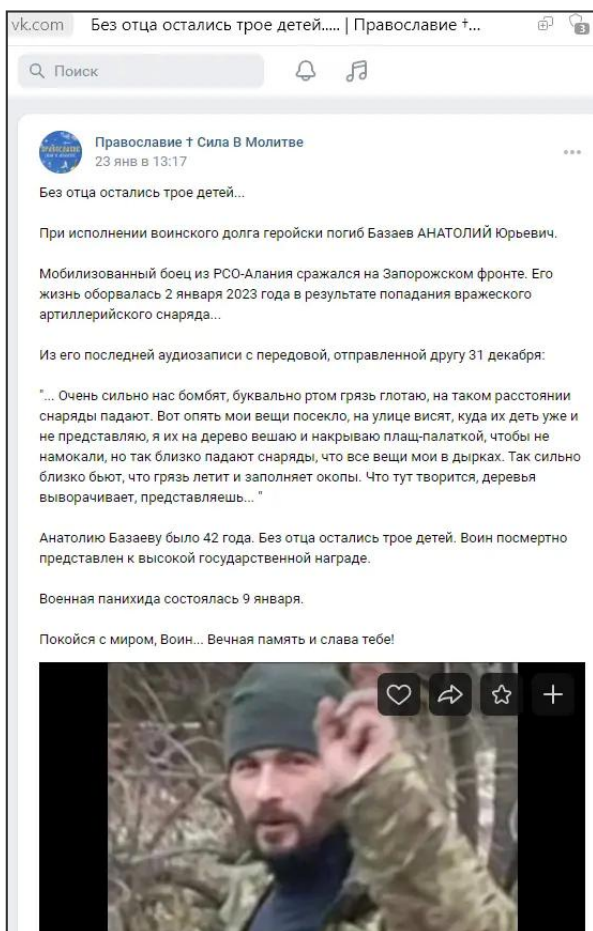 vk.com Без отца остались трое детей..... | Православие †...
3
Поиск
Православие † Сила В Молитве
23 янв в 13:17
Без отца остались трое детей...
При исполнении воинского долга геройски погиб Базаев АНАТОЛИЙ Юрьевич.
Мобилизованный боец из РСО-Алания сражался на Запорожском фронте. Его
жизнь оборвалась 2 января 2023 года в результате попадания вражеского
артиллерийского снаряда...
Из его последней аудиозаписи с передовой, отправленной другу 31 декабря:
"... Очень сильно нас бомбят, буквально ртом грязь глотаю, на таком расстоянии
снаряды падают. Вот опять мои вещи посекло, на улице висят, куда их деть уже и
не представляю, я их на дерево вешаю и накрываю плащ-палаткой, чтобы не
намокали, но так близко падают снаряды, что все вещи мои в дырках. Так сильно
близко бьют, что грязь летит и заполняет окопы. Что тут творится, деревья
выворачивает, представляешь... "
Анатолию Базаеву было 42 года. Без отца остались трое детей. Воин посмертно
представлен к высокой государственной награде.
Военная панихида состоялась 9 января.
Покойся с миром, Воин... Вечная память и слава тебе!